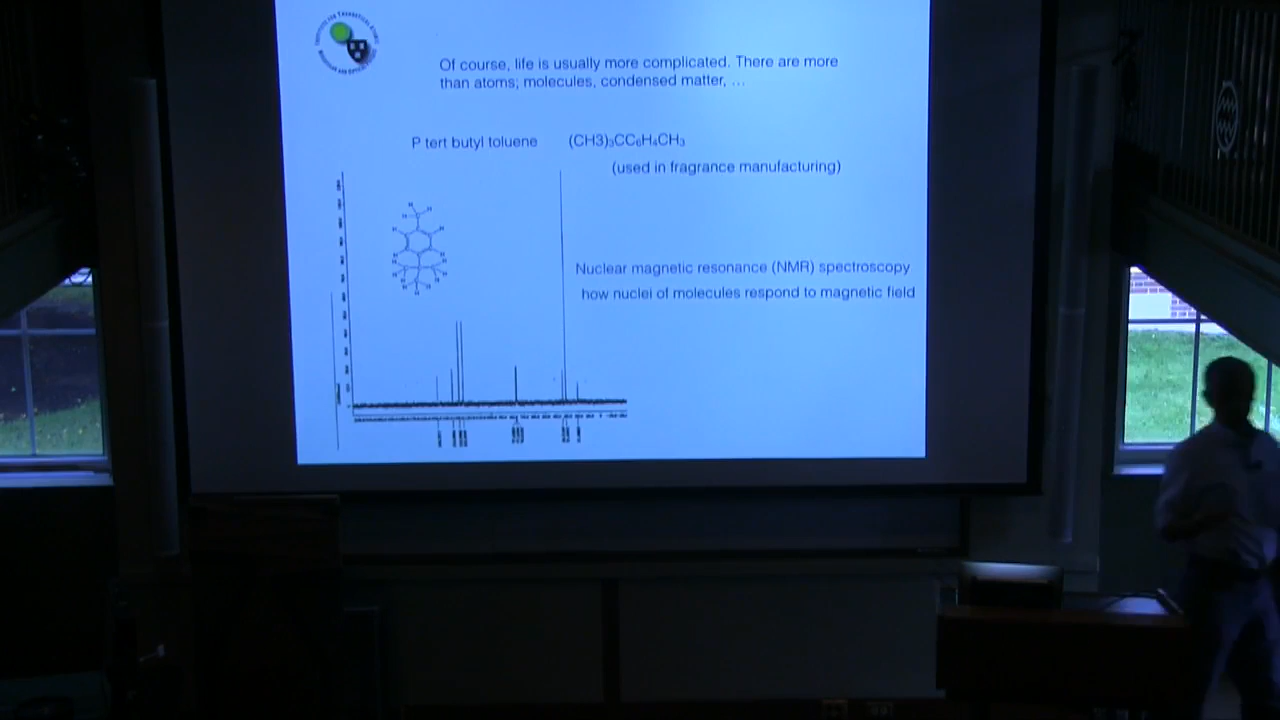 Of course, life is usually more complicated. There are more
than atoms; molecules, condensed matter, ...
P tert butyl toluene (CH3)₃CC₆H₄CH₃
(used in fragrance manufacturing)
Nuclear magnetic resonance (NMR) spectroscopy
how nuclei of molecules respond to magnetic field